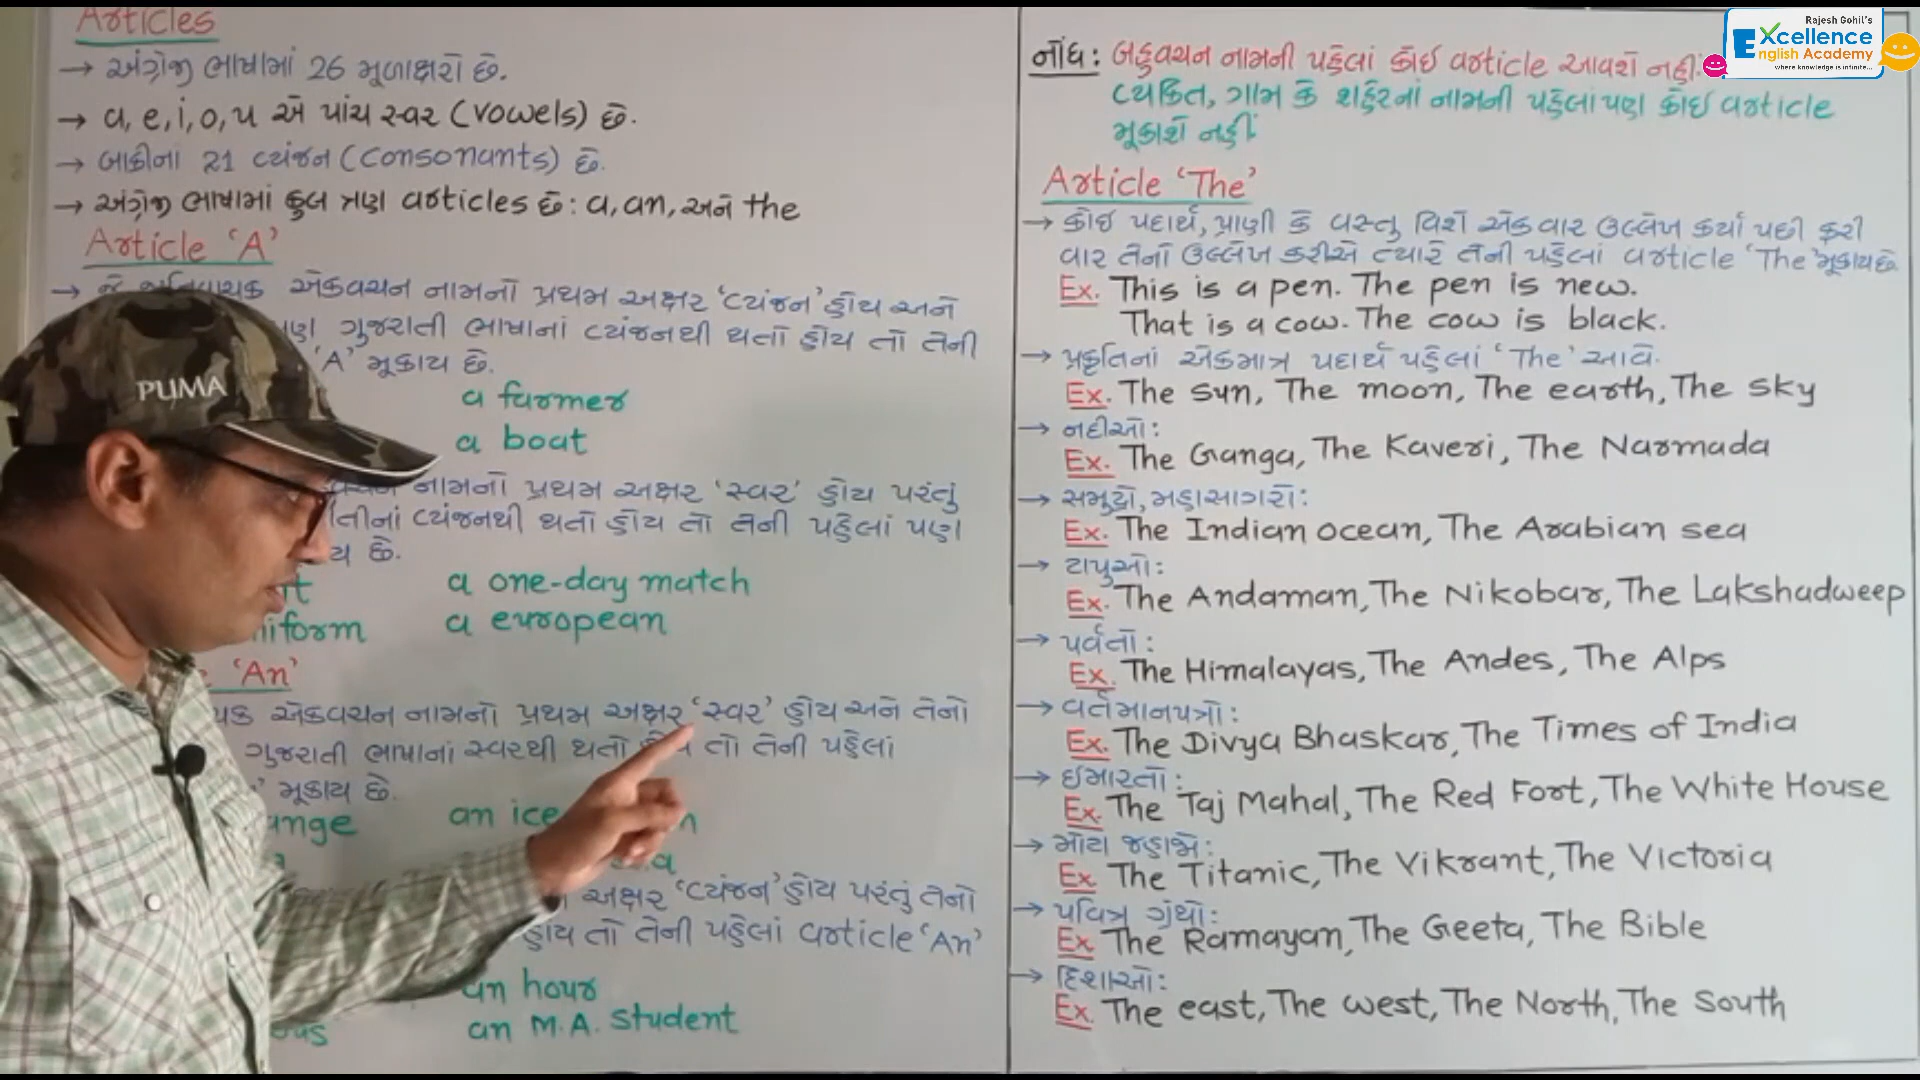 Articles
→ અંગ્રેજી ભાષામાં 26 મૂળાક્ષરો છે.
→ a, e, i, o, u એ પાંચ સ્વર (vowels) છે.
→ બાકીનાં 21 વ્યંજન (consonants) છે.
→ અંગ્રેજી ભાષામાં કુલ ત્રણ articles છે: a, an, અને the
Article ‘A’
→ જે અનિશ્ચાયક એકવચન નામનો પ્રથમ અક્ષર ‘વ્યંજન’ હોય અને
ગુજરાતી ભાષાનાં વ્યંજનથી થતો હોય તો તેની
‘A’ મૂકાય છે.
a farmer
a boat
નામનો પ્રથમ અક્ષર ‘સ્વર’ હોય પરંતુ
વ્યંજનથી થતો હોય તો તેની પહેલાં પણ
છે.
a one-day match
a european
‘An’
એકવચન નામનો પ્રથમ અક્ષર ‘સ્વર’ હોય અને તેનો
ગુજરાતી ભાષાનાં સ્વરથી થતો હોય તો તેની પહેલાં
મૂકાય છે.
an ice
અક્ષર ‘વ્યંજન’ હોય પરંતુ તેનો
હોય તો તેની પહેલાં article ‘An’
an hour
an M.A. student
નોંધ: બહુવચન નામની પહેલાં કોઈ article આવશે નહીં.
વ્યક્તિ, ગામ કે શહેરનાં નામની પહેલાં પણ કોઈ article
મૂકાશે નહીં
Article ‘The’
→ કોઈ પદાર્થ, પ્રાણી કે વસ્તુ વિશે એકવાર ઉલ્લેખ કર્યા પછી ફરી
વાર તેનો ઉલ્લેખ કરીએ ત્યારે તેની પહેલાં article ‘The’ મૂકાય છે
Ex. This is a pen. The pen is new.
That is a cow. The cow is black.
→ પ્રકૃતિનાં એકમાત્ર પદાર્થ પહેલાં ‘The’ આવે.
Ex. The sun, The moon, The earth, The sky
→ નદીઓ:
Ex. The Ganga, The Kaveri, The Narmada
→ સમુદ્રો, મહાસાગરો:
Ex. The Indian ocean, The Arabian sea
→ ટાપુઓ:
Ex. The Andaman, The Nikobar, The Lakshadweep
→ પર્વતો:
Ex. The Himalayas, The Andes, The Alps
→ વર્તમાનપત્રો:
Ex. The Divya Bhaskar, The Times of India
→ ઈમારતો:
Ex. The Taj Mahal, The Red Fort, The White House
→ મોટા જહાજો:
Ex. The Titanic, The Vikrant, The Victoria
→ પવિત્ર ગ્રંથો:
Ex. The Ramayan, The Geeta, The Bible
→ દિશાઓ:
Ex. The east, The west, The North, The South
Rajesh Gohil's
Excellence
English Academy
where knowledge is infinite...
PUMA